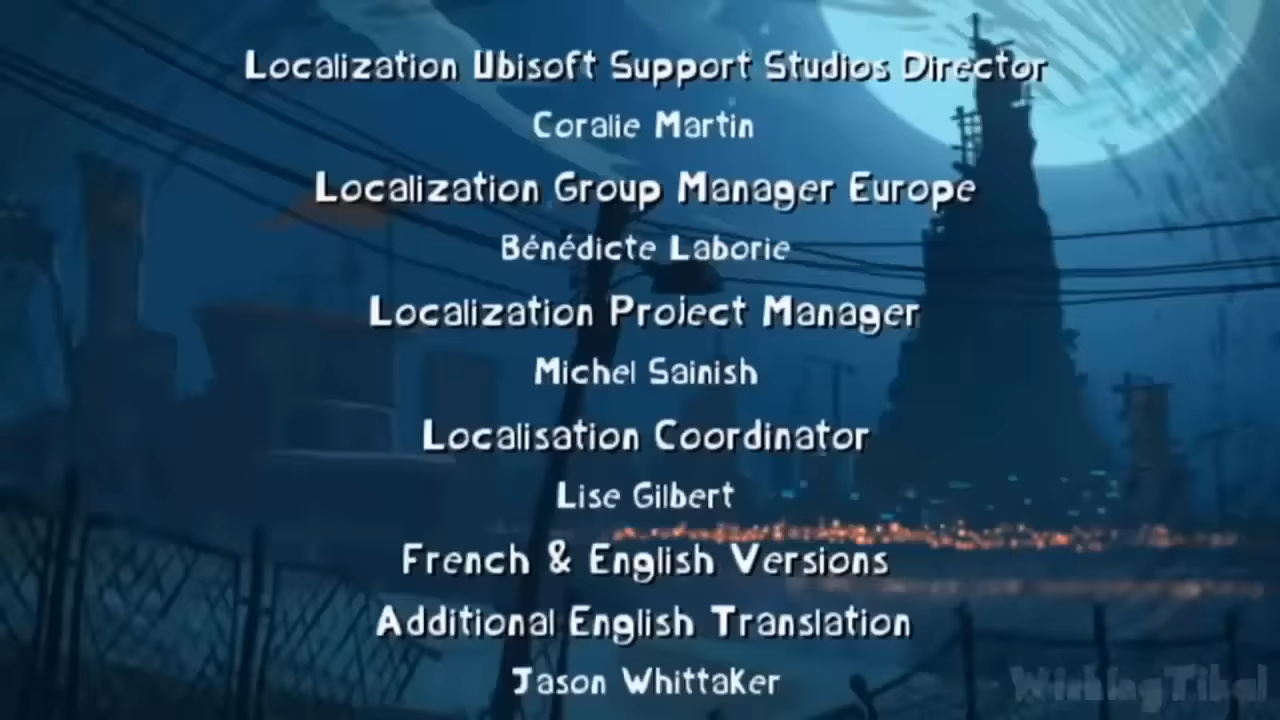 Localization Ubisoft Support Studios Director
Coralie Martin
Localization Group Manager Europe
Bénédicte Laborie
Localization Project Manager
Michel Sainish
Localisation Coordinator
Lise Gilbert
French & English Versions
Additional English Translation
Jason Whittaker